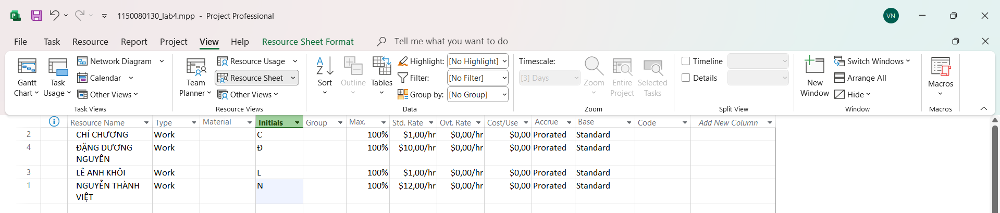 1150080130_lab4.mpp - Project Professional
VN
File Task Resource Report Project View Help Resource Sheet Format Tell me what you want to do
Gantt Chart
Task Usage
Network Diagram
Calendar
Other Views
Task Views
Team Planner
Resource Usage
Resource Sheet
Other Views
Resource Views
Sort
Outline
Tables
Highlight: [No Highlight]
Filter: [No Filter]
Group by: [No Group]
Data
Timescale:
[3] Days
Zoom
Entire Project
Selected Tasks
Zoom
Timeline
Details
Split View
New Window
Switch Windows
Arrange All
Hide
Window
Macros
Macros
Resource Name Type Material Initials Group Max. Std. Rate Ovt. Rate Cost/Use Accrue Base Code Add New Column
2 CHÍ CHƯƠNG Work C 100% $1,00/hr $0,00/hr $0,00 Prorated Standard
4 ĐẶNG DƯƠNG Work Đ 100% $10,00/hr $0,00/hr $0,00 Prorated Standard
NGUYÊN
3 LÊ ANH KHÔI Work L 100% $1,00/hr $0,00/hr $0,00 Prorated Standard
1 NGUYỄN THÀNH Work N 100% $12,00/hr $0,00/hr $0,00 Prorated Standard
VIỆT